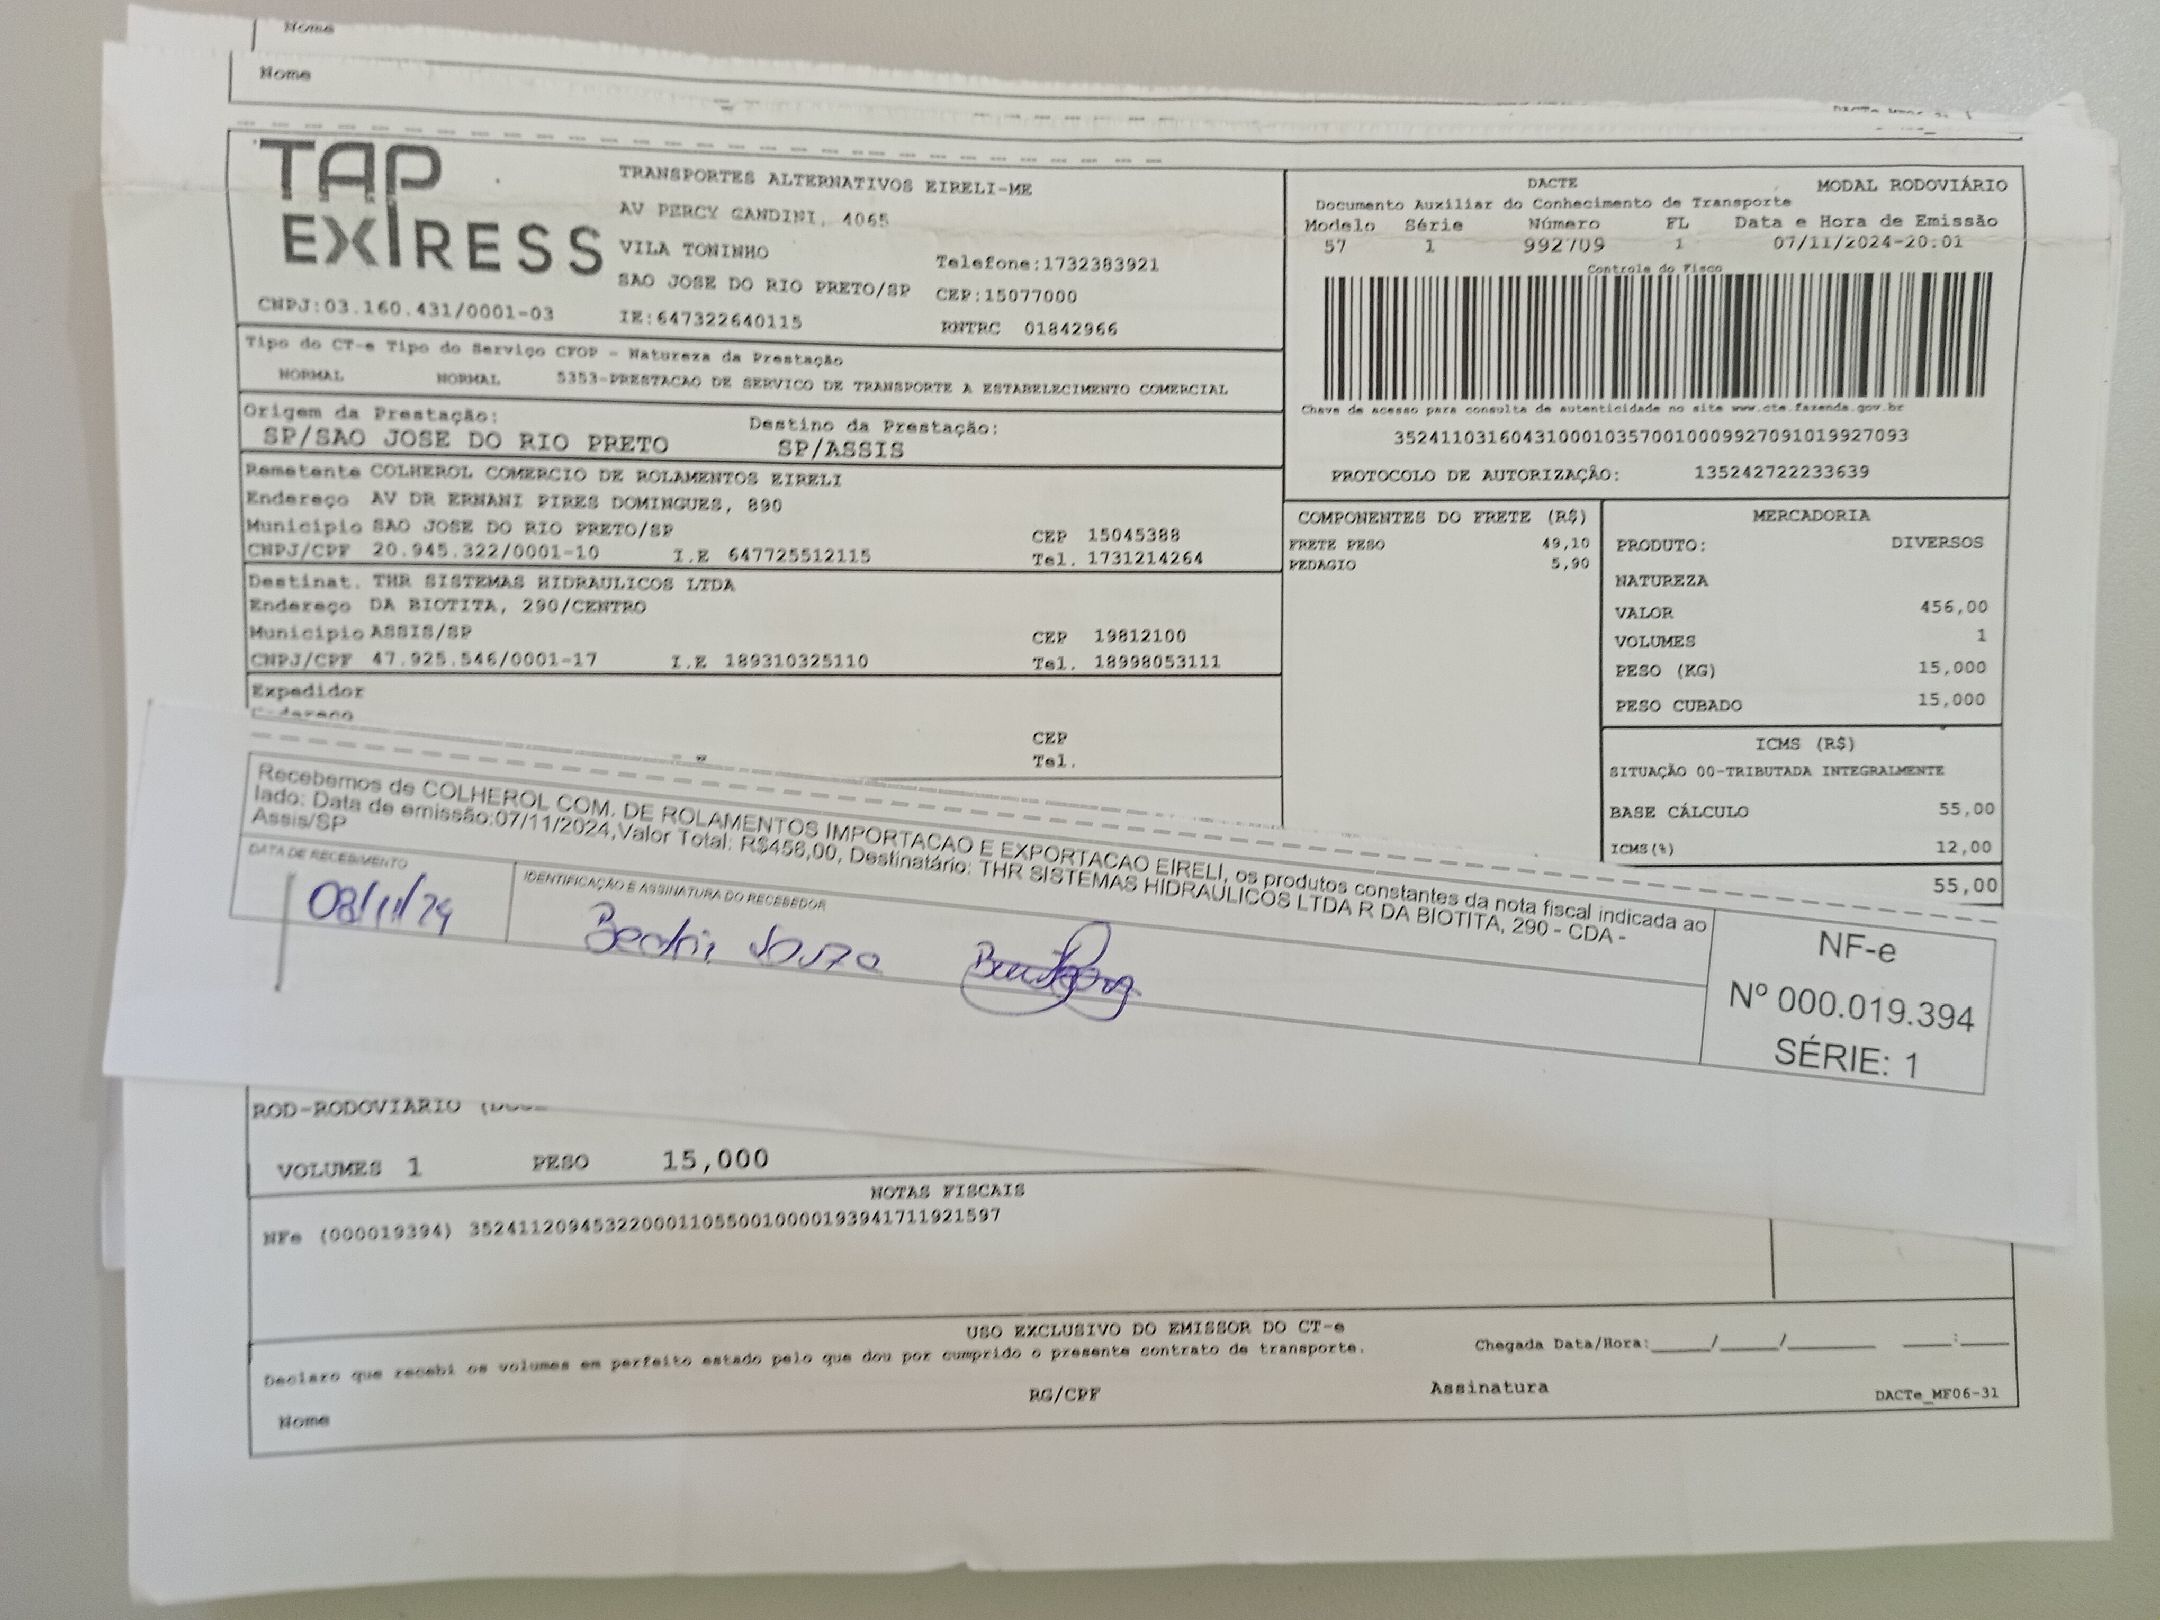 Nome
Nome
TAP
EXPRESS
TRANSPORTES ALTERNATIVOS EIRELI-ME
AV PERCY GANDINI, 4065
VILA TONINHO
Telefone:1732383921
SAO JOSE DO RIO PRETO/SP CEP:15077000
CNPJ:03.160.431/0001-03 IE:647322640115 RNTRC 01842966
DACTE MODAL RODOVIÁRIO
Documento Auxiliar do Conhecimento de Transporte
Modelo Série Número FL Data e Hora de Emissão
57 1 992709 1 07/11/2024-20:01
Controle do Fisco
Chave de acesso para consulta de autenticidade no site www.cte.fazenda.gov.br
35241103160431000103570010009927091019927093
PROTOCOLO DE AUTORIZAÇÃO: 135242722233639
Tipo do CT-e Tipo do Serviço CFOP - Natureza da Prestação
NORMAL NORMAL 5353-PRESTACAO DE SERVICO DE TRANSPORTE A ESTABELECIMENTO COMERCIAL
Origem da Prestação: Destino da Prestação:
SP/SAO JOSE DO RIO PRETO SP/ASSIS
Remetente COLHEROL COMERCIO DE ROLAMENTOS EIRELI
Endereço AV DR ERNANI PIRES DOMINGUES, 890
Município SAO JOSE DO RIO PRETO/SP CEP 15045388
CNPJ/CPF 20.945.322/0001-10 I.E 647725512115 Tel. 1731214264
Destinat. THR SISTEMAS HIDRAULICOS LTDA
Endereço DA BIOTITA, 290/CENTRO
Município ASSIS/SP CEP 19812100
CNPJ/CPF 47.925.546/0001-17 I.E 189310325110 Tel. 18998053111
Expedidor
Endereço
CEP
Tel.
COMPONENTES DO FRETE (R$)
FRETE PESO 49,10
PEDAGIO 5,90
MERCADORIA
PRODUTO: DIVERSOS
NATUREZA
VALOR 456,00
VOLUMES 1
PESO (KG) 15,000
PESO CUBADO 15,000
ICMS (R$)
SITUAÇÃO 00-TRIBUTADA INTEGRALMENTE
BASE CÁLCULO 55,00
ICMS(%) 12,00
55,00
Recebemos de COLHEROL COM. DE ROLAMENTOS IMPORTACAO E EXPORTACAO EIRELI, os produtos constantes da nota fiscal indicada ao
lado: Data de emissão:07/11/2024,Valor Total: R$456,00, Destinatário: THR SISTEMAS HIDRAULICOS LTDA R DA BIOTITA, 290 - CDA -
Assis/SP
DATA DE RECEBIMENTO IDENTIFICAÇÃO E ASSINATURA DO RECEBEDOR
08/11/24 Beatriz Souza
NF-e
Nº 000.019.394
SÉRIE: 1
ROD-RODOVIARIO
VOLUMES 1 PESO 15,000
NOTAS FISCAIS
NFe (000019394) 35241120945322000110550010000193941711921597
USO EXCLUSIVO DO EMISSOR DO CT-e
Declaro que recebi os volumes em perfeito estado pelo que dou por cumprido o presente contrato de transporte. Chegada Data/Hora:____/____/______ ___:___
Nome RG/CPF Assinatura DACTe_MF06-31